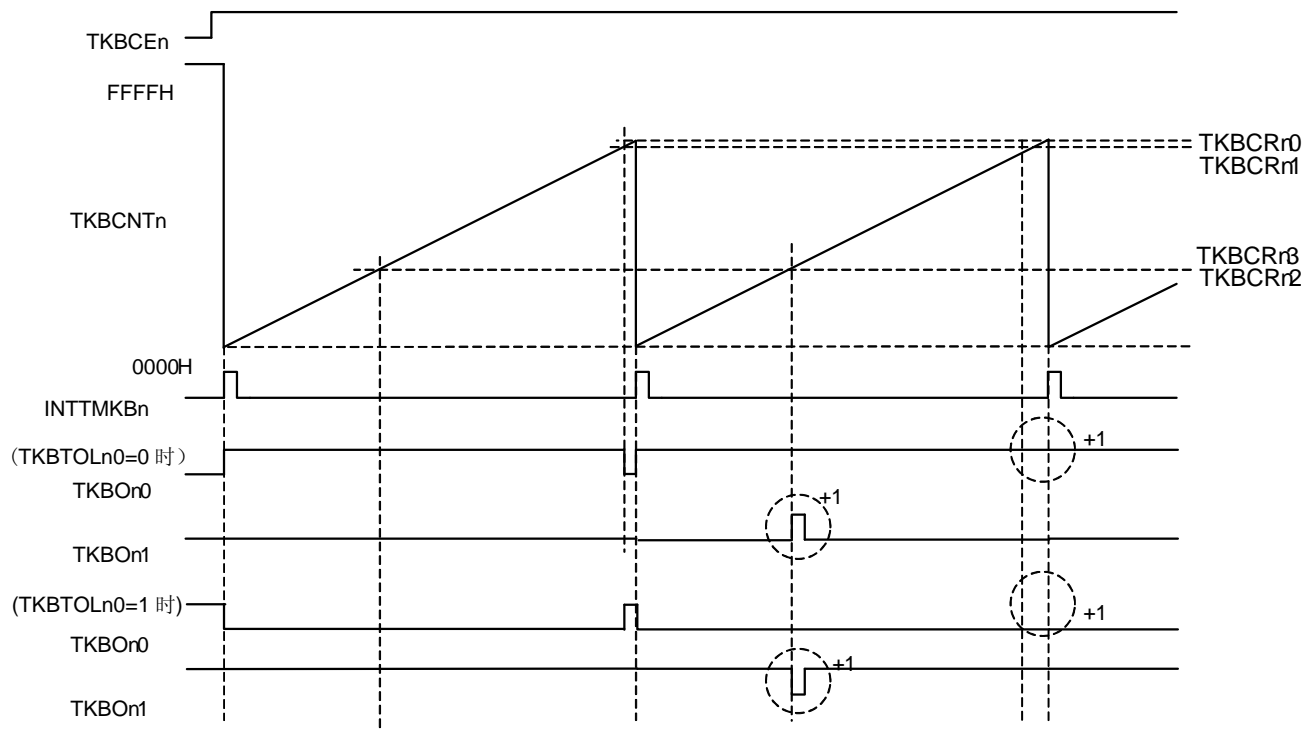 TKBCEn
FFFFH
TKBCRn0
TKBCRn1
TKBCNTn
TKBCRn3
TKBCRn2
0000H
INTTMKBn
(TKBTOLn0=0 时)
+1
TKBOn0
+1
TKBOn1
(TKBTOLn0=1 时)
+1
TKBOn0
+1
TKBOn1